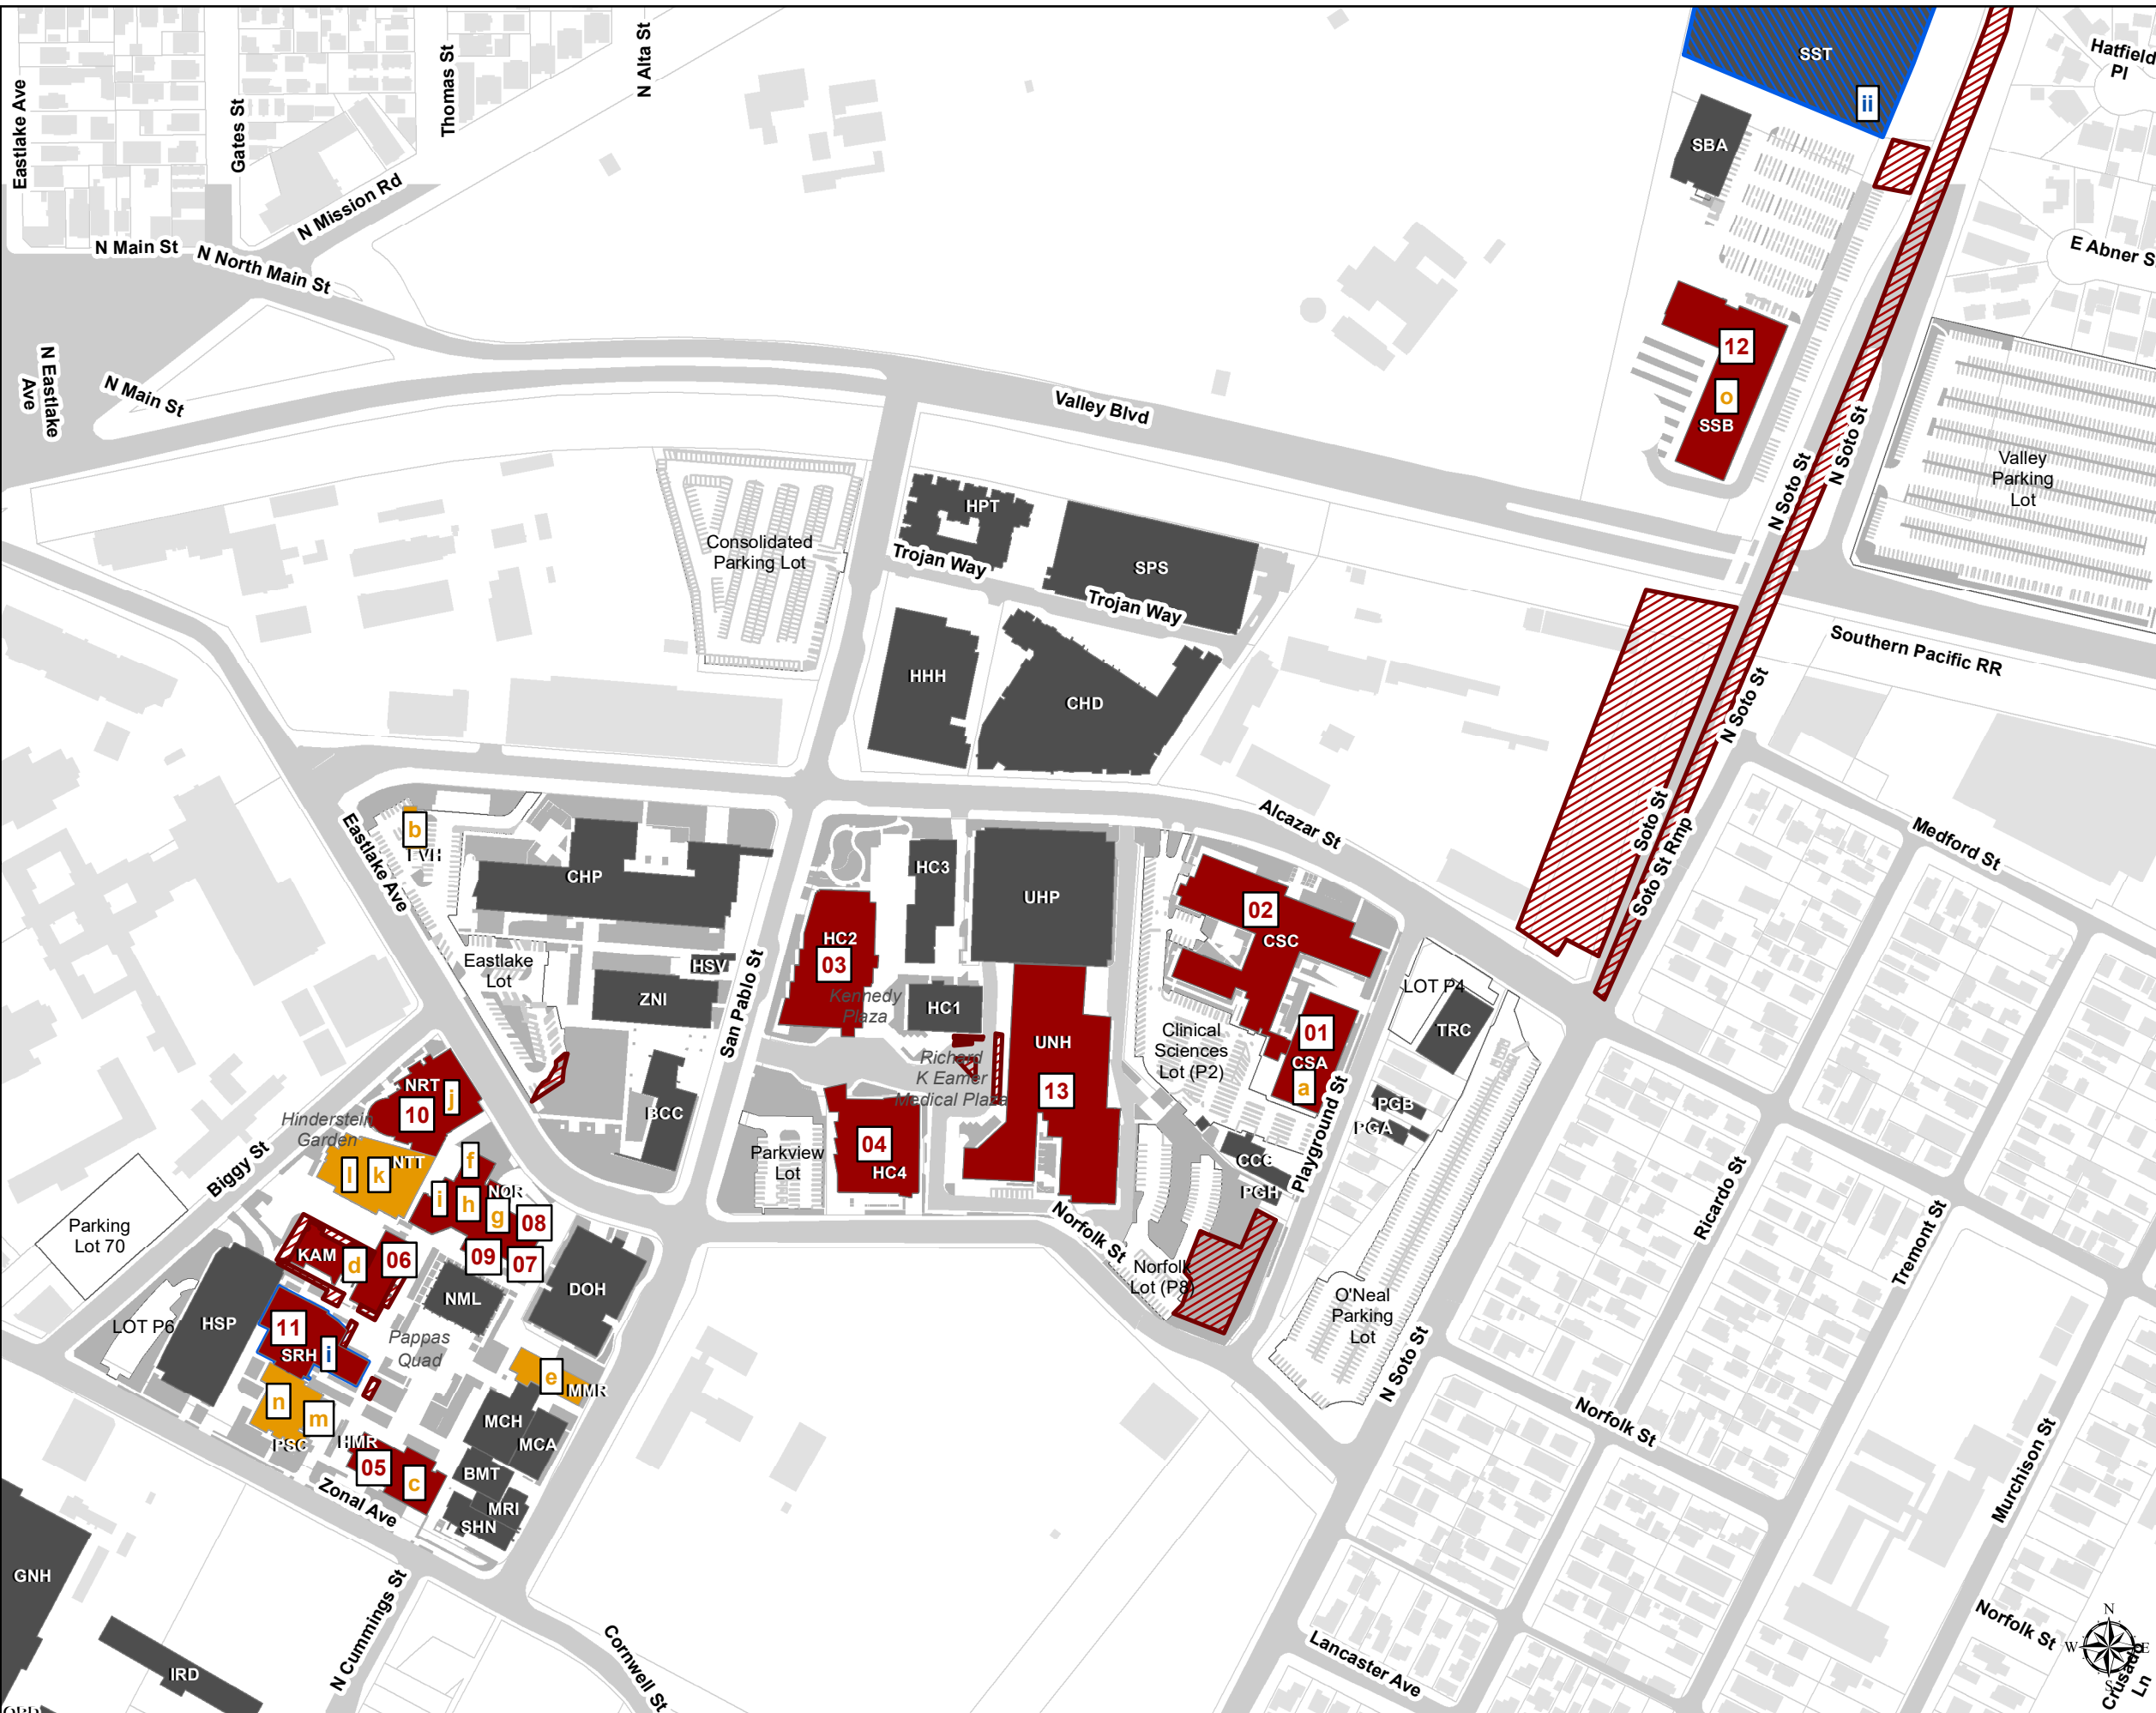 Eastlake Ave
Gates St
Thomas St
N Alta St
N Mission Rd
N Main St
N North Main St
N Eastlake
Ave
N Main St
Valley Blvd
SST
ii
SBA
Hatfield
Pl
E Abner S
12
o
SSB
N Soto St
N Soto St
Valley
Parking
Lot
Consolidated
Parking Lot
HPT
Trojan Way
SPS
Trojan Way
HHH
CHD
Southern Pacific RR
N Soto St
Soto St
Soto St Rmp
Medford St
Alcazar St
b
Eastlake Ave
CHP
HC3
UHP
02
CSC
HC2
03
Eastlake
Lot
HSV
ZNI
San Pablo St
Kennedy
Plaza
HC1
LOT P4
TRC
Clinical
Sciences
Lot (P2)
01
CSA
a
UNH
13
Richard
K Eamer
Medical Plaza
NRT
j
10
Hinderstein
Garden
BCC
PGB
PGA
Playground St
Parkview
Lot
04
HC4
CCC
PGH
Biggy St
l
k
NTT
f
i
h
g
NOR
08
09
07
Norfolk St
Ricardo St
Tremont St
Parking
Lot 70
KAM
d
06
NML
DOH
Norfolk
Lot (P8)
O'Neal
Parking
Lot
LOT P6
HSP
11
SRH
i
Pappas
Quad
e
MMR
N Soto St
Norfolk St
n
m
PSC
HMR
05
c
MCH
MCA
BMT
MRI
SHN
Zonal Ave
Murchison St
GNH
IRD
N Cummings St
Cornwell St
Lancaster Ave
Norfolk St
N
W
E
S
Crusado
Ln